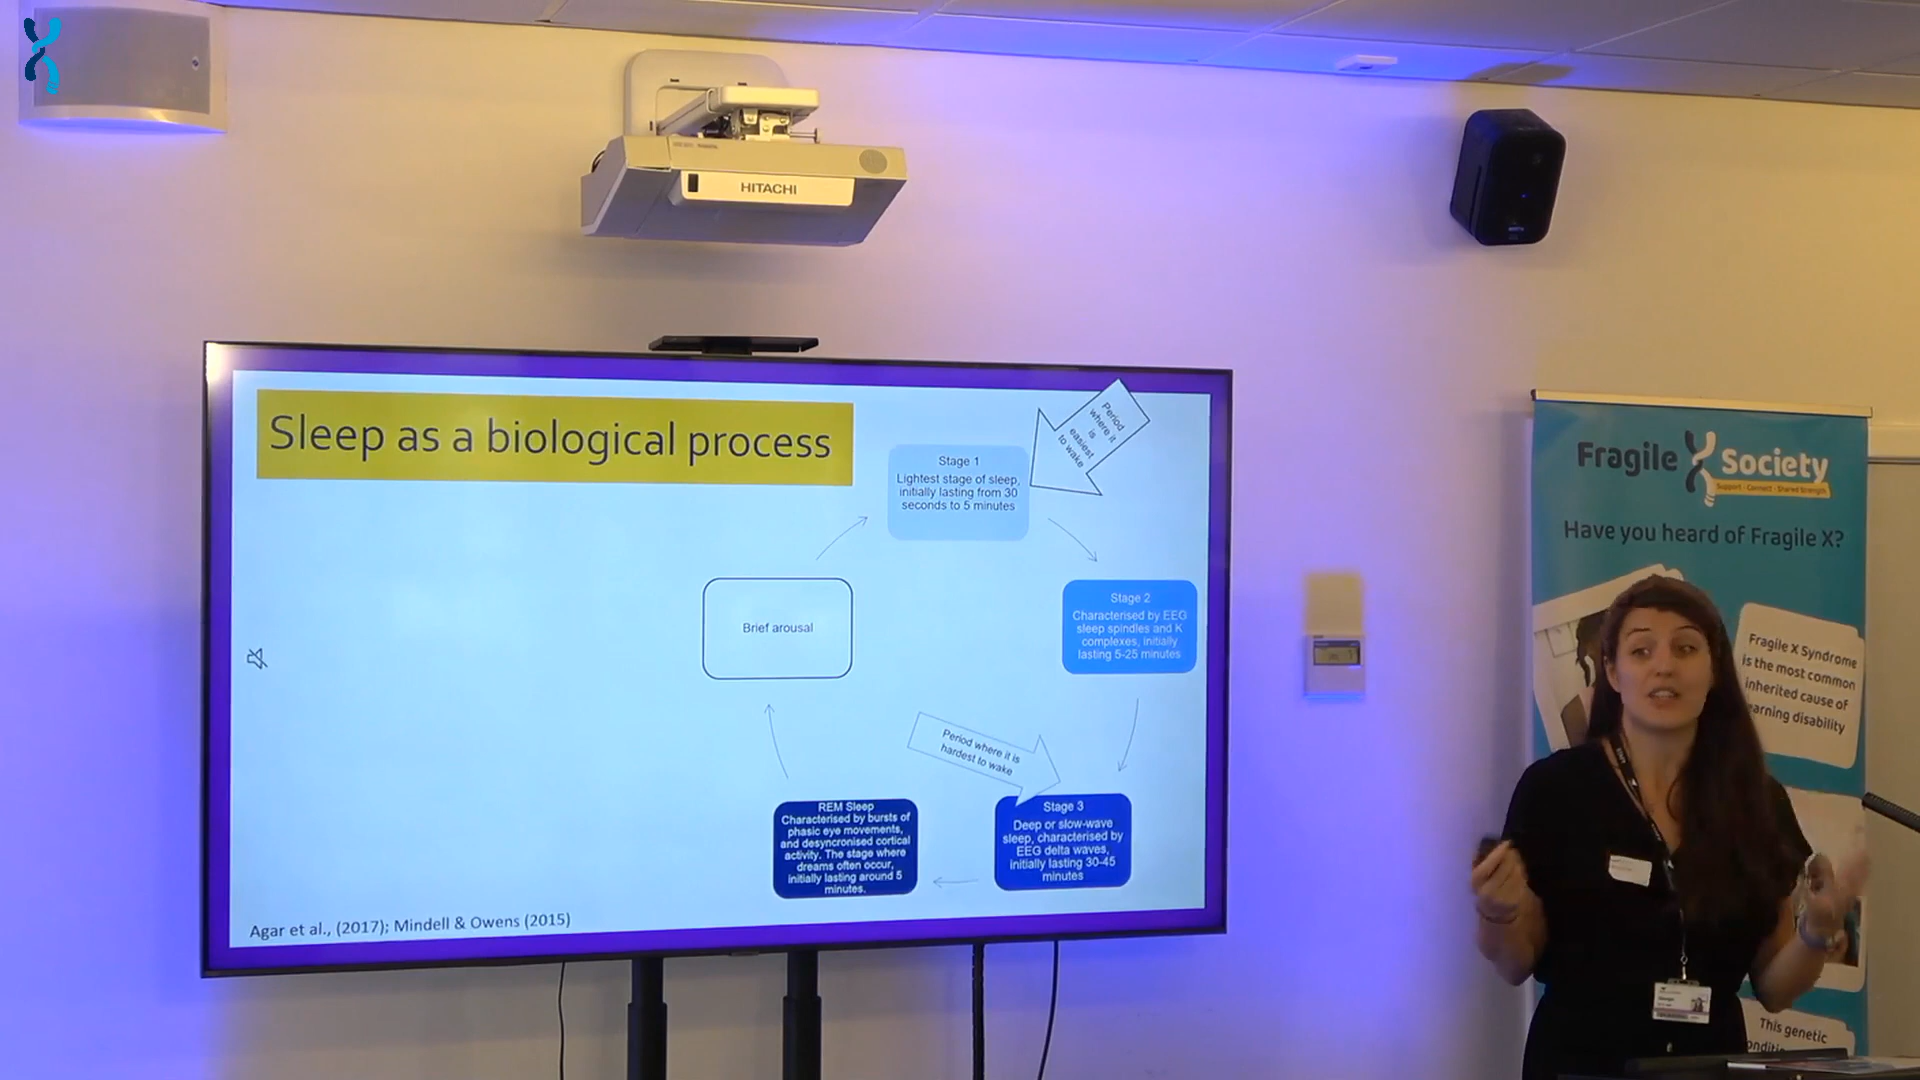 HITACHI
Sleep as a biological process
Period
where it
is
easiest
to wake
Stage 1
Lightest stage of sleep,
initially lasting from 30
seconds to 5 minutes
Stage 2
Characterised by EEG
sleep spindles and K
complexes, initially
lasting 5-25 minutes
Brief arousal
Period where it is
hardest to wake
Stage 3
Deep or slow-wave
sleep, characterised by
EEG delta waves,
initially lasting 30-45
minutes
REM Sleep
Characterised by bursts of
phasic eye movements,
and desyncronised cortical
activity. The stage where
dreams often occur,
initially lasting around 5
minutes.
Agar et al., (2017); Mindell & Owens (2015)
Fragile X Society
Support - Connect - Shared Strength
Have you heard of Fragile X?
Fragile X Syndrome
is the most common
inherited cause of
earning disability
This genetic